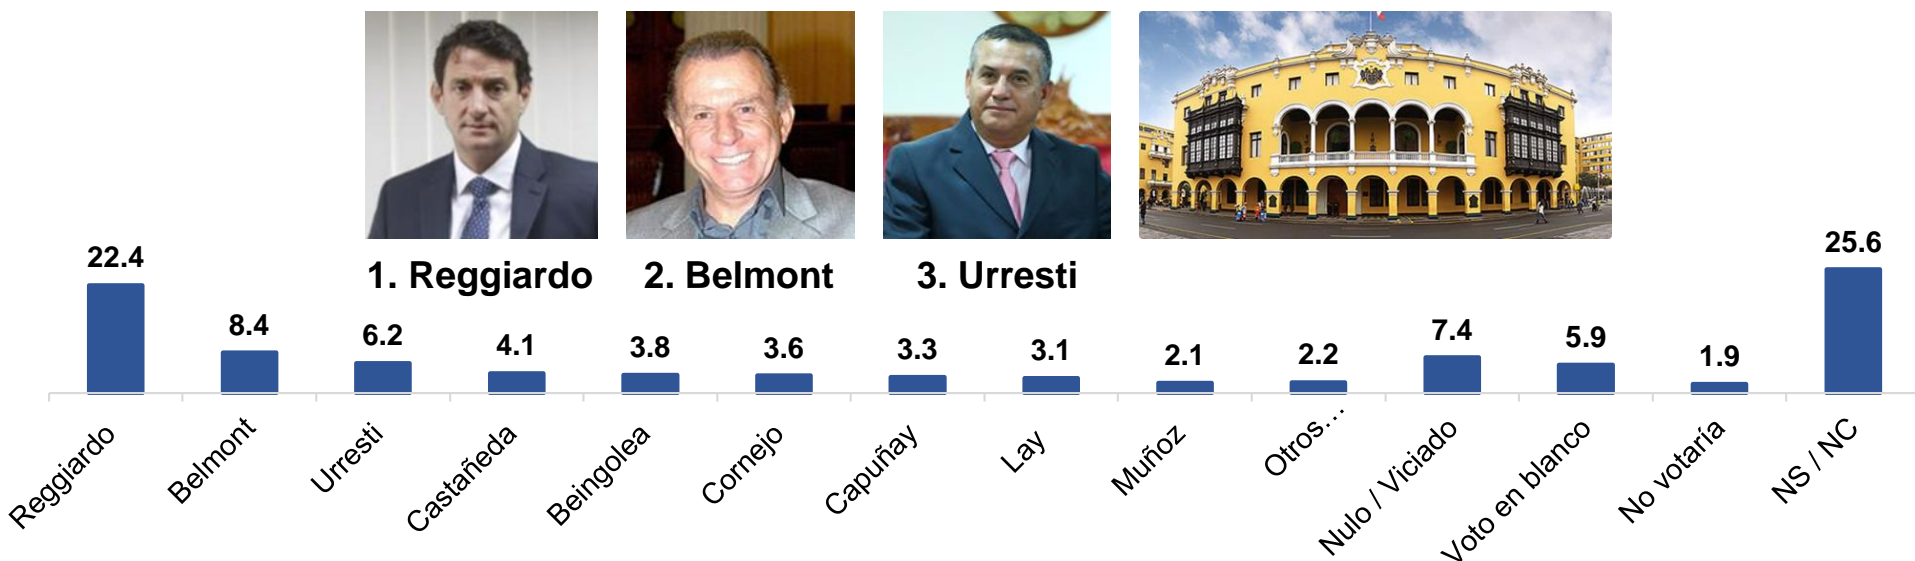 1. Reggiardo
2. Belmont
3. Urresti
22.4
8.4
6.2
4.1
3.8
3.6
3.3
3.1
2.1
2.2
7.4
5.9
1.9
25.6
Reggiardo
Belmont
Urresti
Castañeda
Beingolea
Cornejo
Capuñay
Lay
Muñoz
Otros...
Nulo / Viciado
Voto en blanco
No votaría
NS / NC